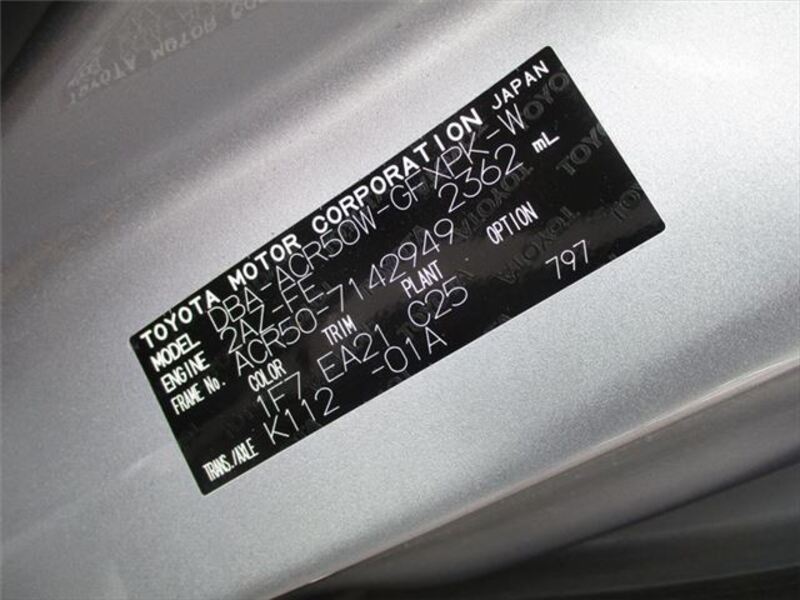 TOYOTA MOTOR CORPORATION JAPAN
MODEL DBA-ACR50W-GFXPK-W
ENGINE 2AZ-FE 2362 mL
FRAME No. ACR50-7142949
COLOR TRIM PLANT OPTION
1F7 EA21 C25 797
TRANS./AXLE K112 -01A